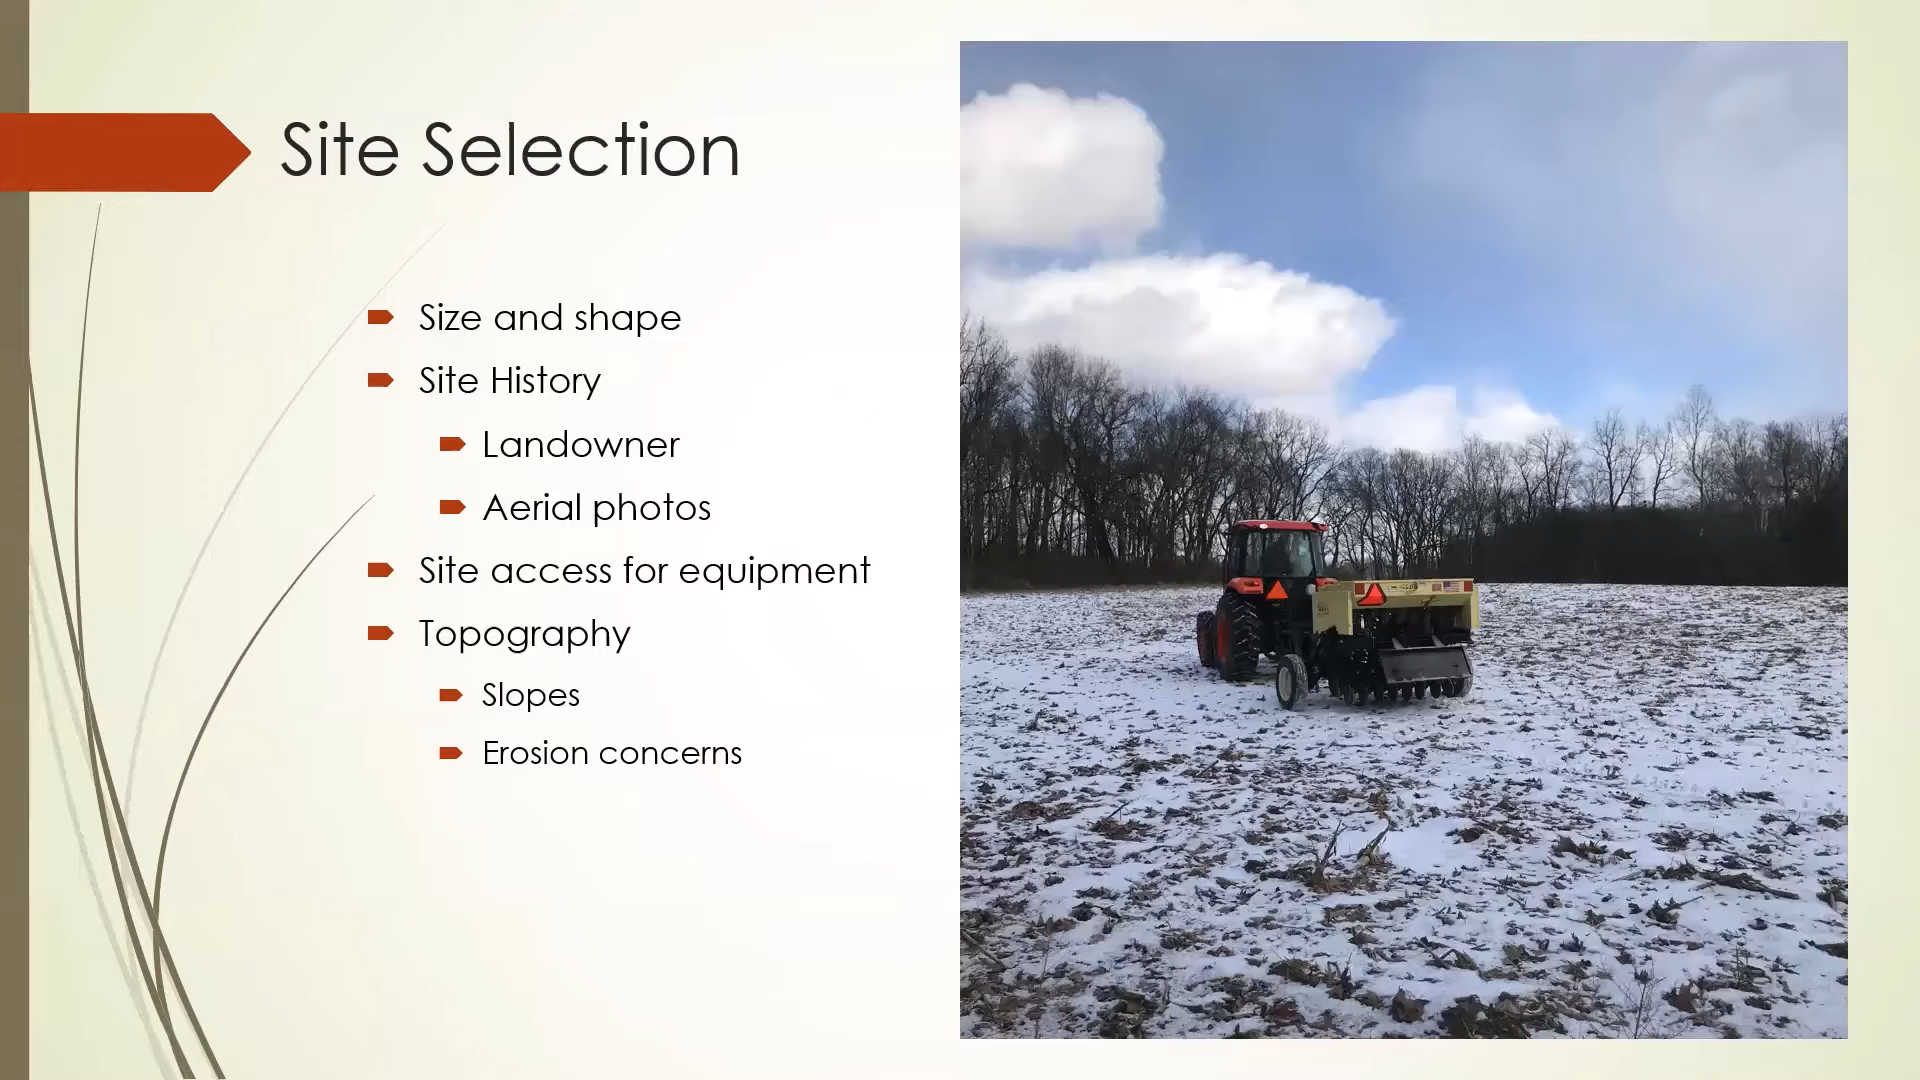 Site Selection
Size and shape
Site History
Landowner
Aerial photos
Site access for equipment
Topography
Slopes
Erosion concerns